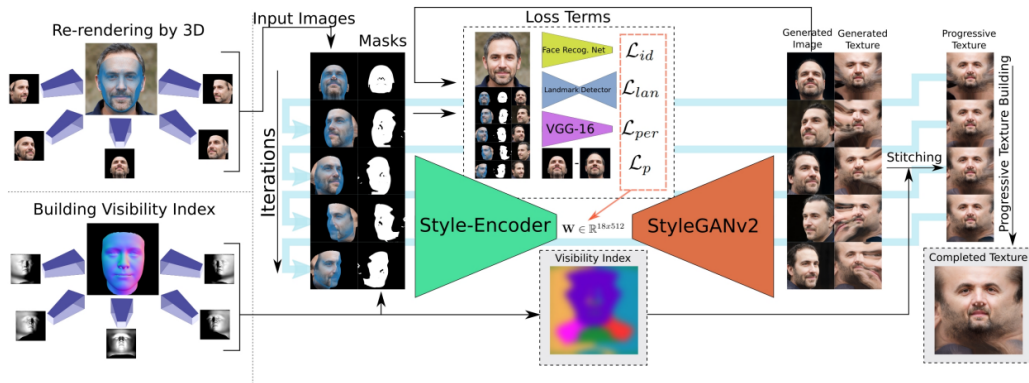 Re-rendering by 3D
Building Visibility Index
Input Images
Masks
Iterations
Loss Terms
Face Recog. Net
Landmark Detector
VGG-16
-
ℒid
ℒlan
ℒper
ℒp
Style-Encoder
W ∈ ℝ18x512
StyleGANv2
Visibility Index
Generated
Image
Generated
Texture
Stitching
Progressive
Texture
Progressive Texture Building
Completed Texture